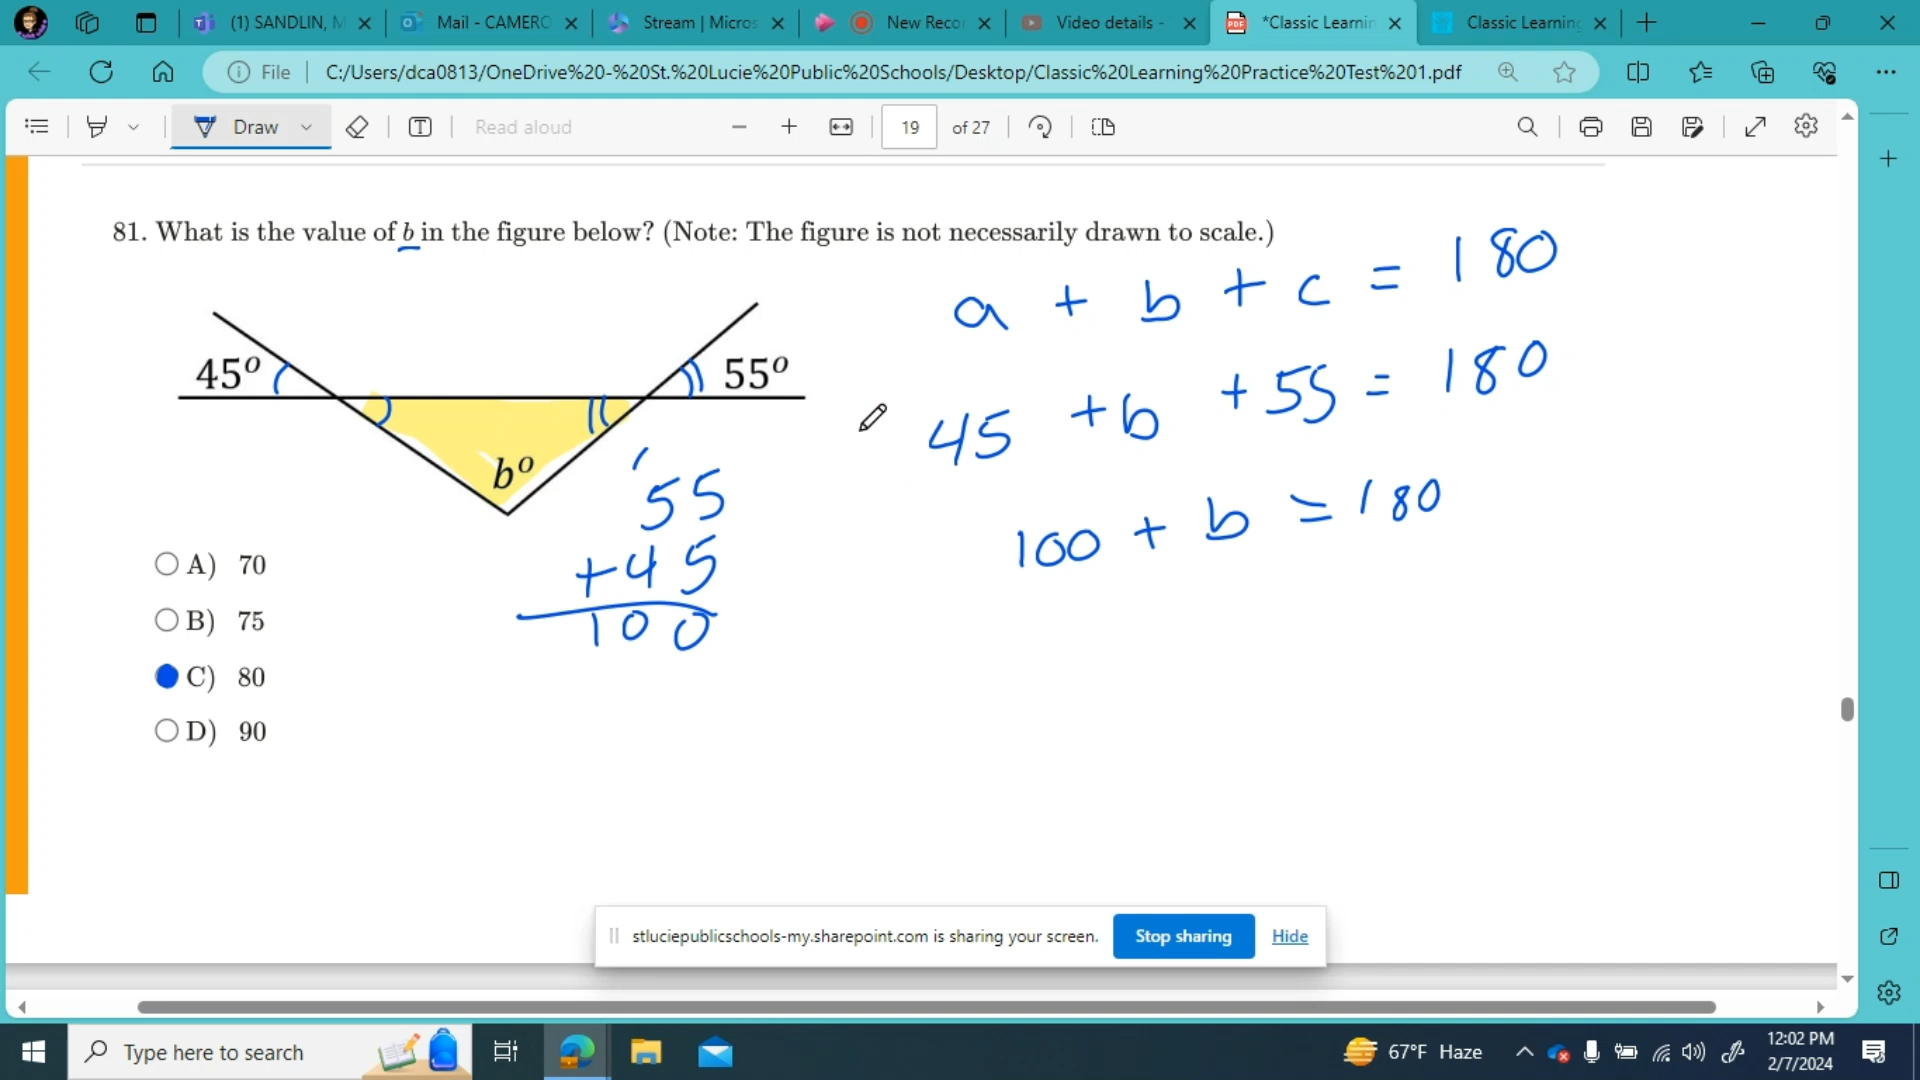 (1) SANDLIN, M
Mail - CAMERO
Stream | Micros
New Reco
Video details -
*Classic Learnin
Classic Learning
File
C:/Users/dca0813/OneDrive%20-%20St.%20Lucie%20Public%20Schools/Desktop/Classic%20Learning%20Practice%20Test%201.pdf
Draw
Read aloud
19 of 27
81. What is the value of b in the figure below? (Note: The figure is not necessarily drawn to scale.)
a + b + c = 180
45º
55º
45 + b + 55 = 180
bº
55
+45
100
100 + b = 180
A) 70
B) 75
C) 80
D) 90
stluciepublicschools-my.sharepoint.com is sharing your screen.
Stop sharing
Hide
Type here to search
67°F Haze
12:02 PM
2/7/2024